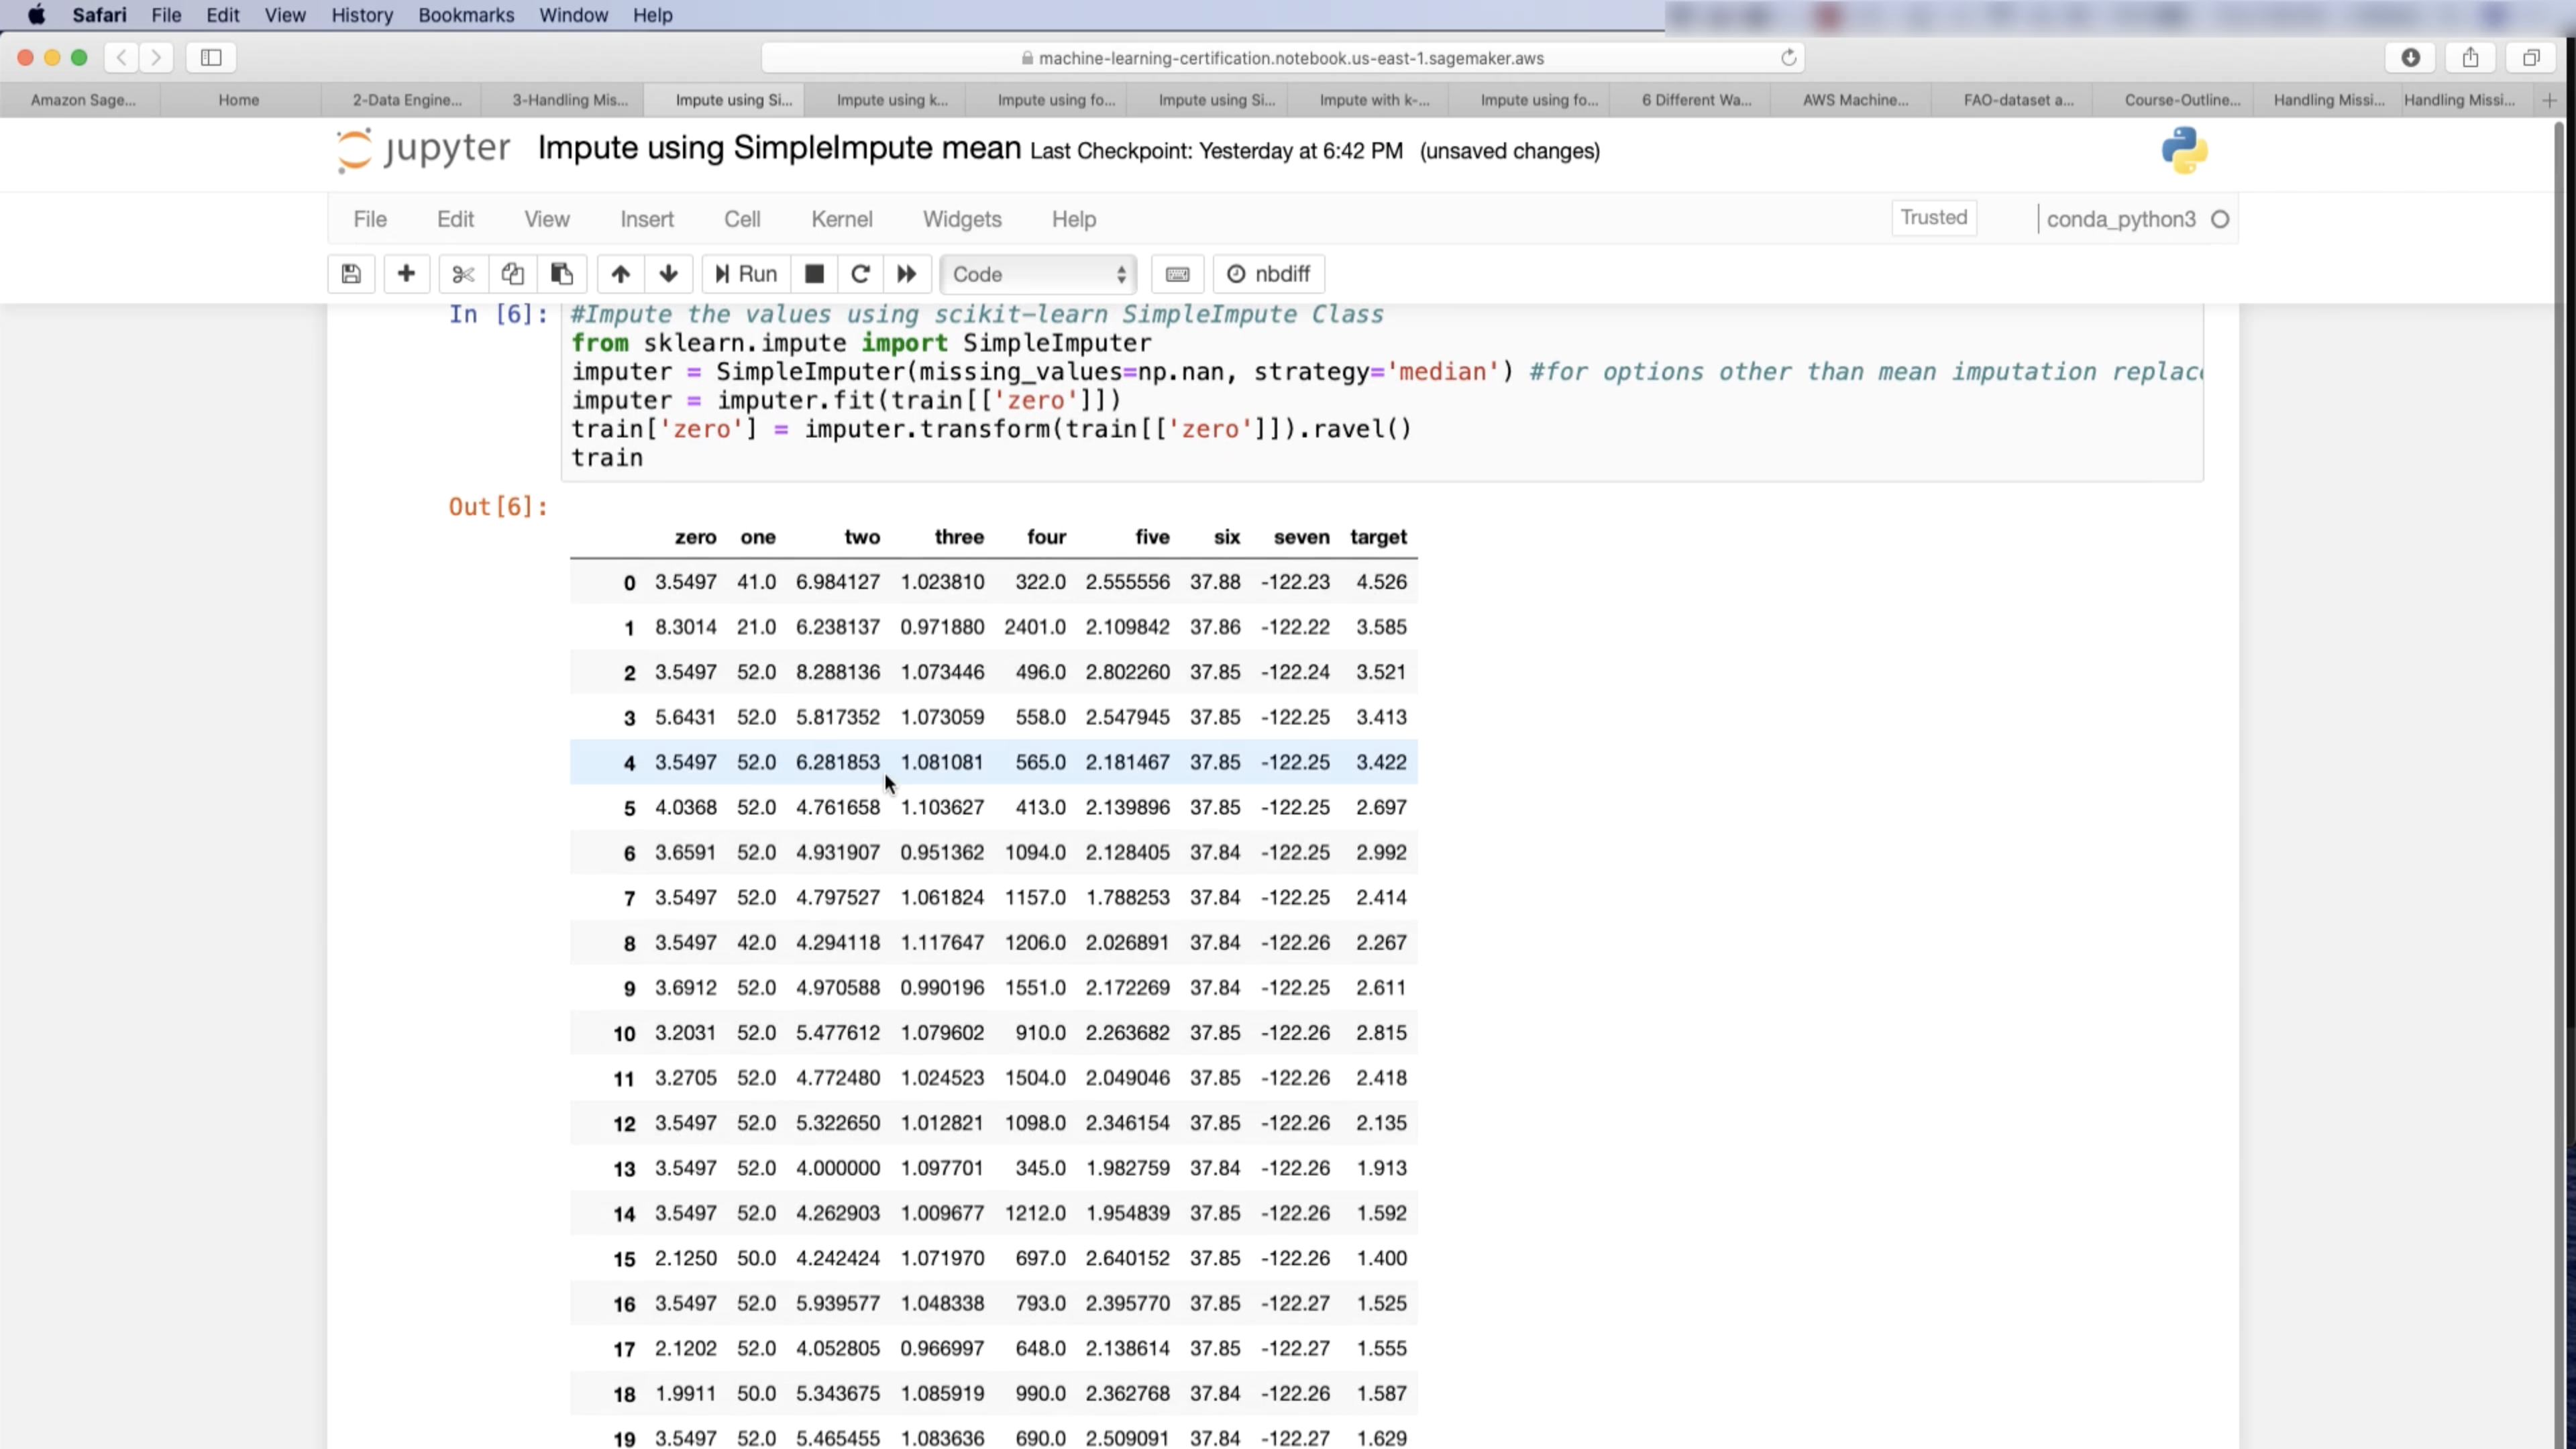 Safari File Edit View History Bookmarks Window Help
machine-learning-certification.notebook.us-east-1.sagemaker.aws
Amazon Sage... Home 2-Data Engine... 3-Handling Mis... Impute using Si... Impute using k... Impute using fo... Impute using Si... Impute with k-... Impute using fo... 6 Different Wa... AWS Machine... FAO-dataset a... Course-Outline... Handling Missi... Handling Missi...
jupyter Impute using SimpleImpute mean Last Checkpoint: Yesterday at 6:42 PM (unsaved changes)
File Edit View Insert Cell Kernel Widgets Help Trusted conda_python3
Run Code nbdiff
In [6]: #Impute the values using scikit-learn SimpleImpute Class
from sklearn.impute import SimpleImputer
imputer = SimpleImputer(missing_values=np.nan, strategy='median') #for options other than mean imputation replac
imputer = imputer.fit(train[['zero']])
train['zero'] = imputer.transform(train[['zero']]).ravel()
train
Out[6]:
zero one two three four five six seven target
0 3.5497 41.0 6.984127 1.023810 322.0 2.555556 37.88 -122.23 4.526
1 8.3014 21.0 6.238137 0.971880 2401.0 2.109842 37.86 -122.22 3.585
2 3.5497 52.0 8.288136 1.073446 496.0 2.802260 37.85 -122.24 3.521
3 5.6431 52.0 5.817352 1.073059 558.0 2.547945 37.85 -122.25 3.413
4 3.5497 52.0 6.281853 1.081081 565.0 2.181467 37.85 -122.25 3.422
5 4.0368 52.0 4.761658 1.103627 413.0 2.139896 37.85 -122.25 2.697
6 3.6591 52.0 4.931907 0.951362 1094.0 2.128405 37.84 -122.25 2.992
7 3.5497 52.0 4.797527 1.061824 1157.0 1.788253 37.84 -122.25 2.414
8 3.5497 42.0 4.294118 1.117647 1206.0 2.026891 37.84 -122.26 2.267
9 3.6912 52.0 4.970588 0.990196 1551.0 2.172269 37.84 -122.25 2.611
10 3.2031 52.0 5.477612 1.079602 910.0 2.263682 37.85 -122.26 2.815
11 3.2705 52.0 4.772480 1.024523 1504.0 2.049046 37.85 -122.26 2.418
12 3.5497 52.0 5.322650 1.012821 1098.0 2.346154 37.85 -122.26 2.135
13 3.5497 52.0 4.000000 1.097701 345.0 1.982759 37.84 -122.26 1.913
14 3.5497 52.0 4.262903 1.009677 1212.0 1.954839 37.85 -122.26 1.592
15 2.1250 50.0 4.242424 1.071970 697.0 2.640152 37.85 -122.26 1.400
16 3.5497 52.0 5.939577 1.048338 793.0 2.395770 37.85 -122.27 1.525
17 2.1202 52.0 4.052805 0.966997 648.0 2.138614 37.85 -122.27 1.555
18 1.9911 50.0 5.343675 1.085919 990.0 2.362768 37.84 -122.26 1.587
19 3.5497 52.0 5.465455 1.083636 690.0 2.509091 37.84 -122.27 1.629